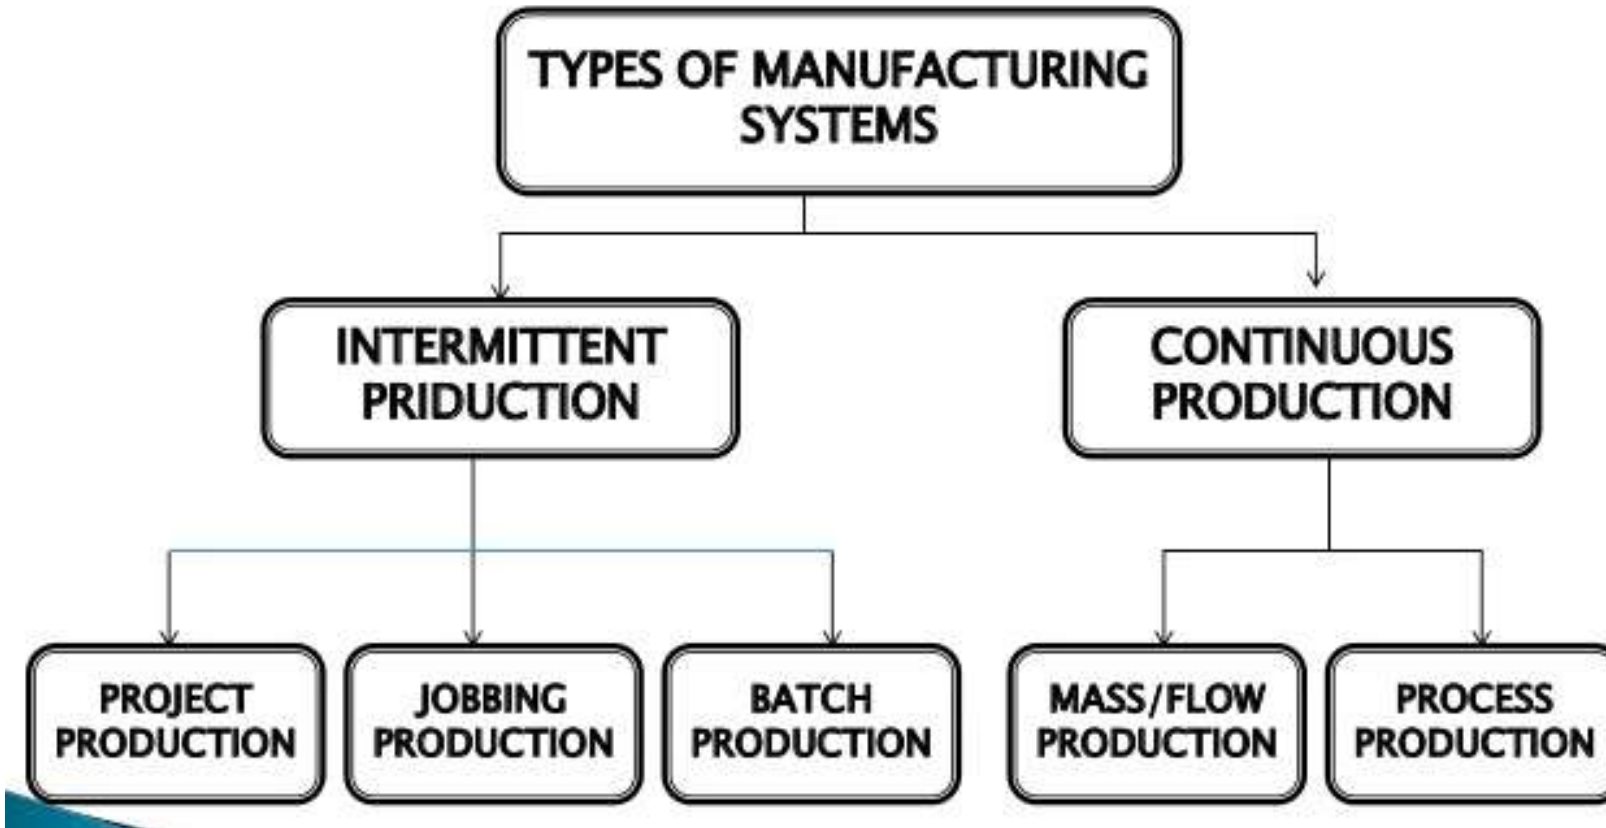 TYPES OF MANUFACTURING
SYSTEMS
INTERMITTENT
PRIDUCTION
CONTINUOUS
PRODUCTION
PROJECT
PRODUCTION
JOBBING
PRODUCTION
BATCH
PRODUCTION
MASS/FLOW
PRODUCTION
PROCESS
PRODUCTION